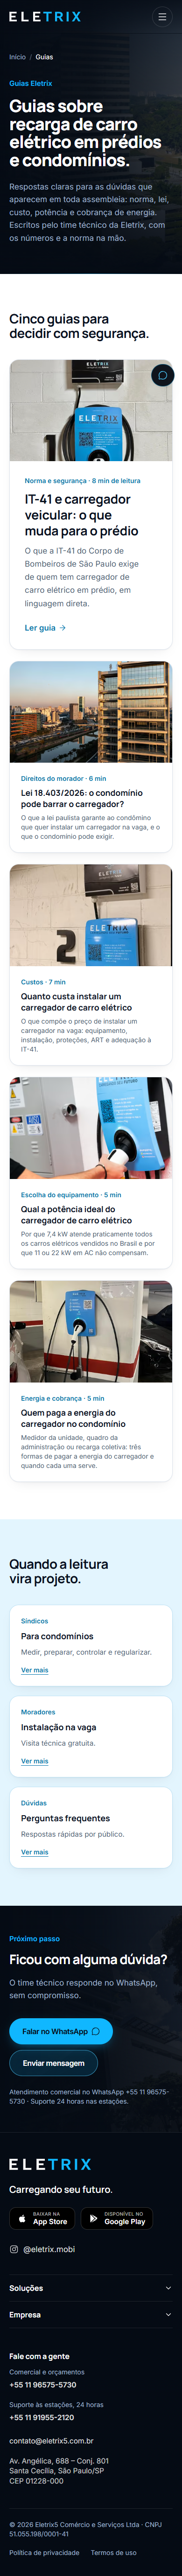 ELETRIX
Início / Guias
Guias Eletrix
Guias sobre
recarga de carro
elétrico em prédios
e condomínios.
Respostas claras para as dúvidas que
aparecem em toda assembleia: norma, lei,
custo, potência e cobrança de energia.
Escritos pelo time técnico da Eletrix, com
os números e a norma na mão.
Cinco guias para
decidir com segurança.
ELETRIX
ELETRIX
Norma e segurança · 8 min de leitura
IT-41 e carregador
veicular: o que
muda para o prédio
O que a IT-41 do Corpo de
Bombeiros de São Paulo exige
de quem tem carregador de
carro elétrico em prédio, em
linguagem direta.
Ler guia →
Direitos do morador · 6 min
Lei 18.403/2026: o condomínio
pode barrar o carregador?
O que a lei paulista garante ao condômino
que quer instalar um carregador na vaga, e o
que o condomínio pode exigir.
ELETRIX
2
Custos · 7 min
Quanto custa instalar um
carregador de carro elétrico
O que compõe o preço de instalar um
carregador na vaga: equipamento,
instalação, proteções, ART e adequação à
IT-41.
Escolha do equipamento · 5 min
Qual a potência ideal do
carregador de carro elétrico
Por que 7,4 kW atende praticamente todos
os carros elétricos vendidos no Brasil e por
que 11 ou 22 kW em AC não compensam.
Energia e cobrança · 5 min
Quem paga a energia do
carregador no condomínio
Medidor da unidade, quadro da
administração ou recarga coletiva: três
formas de pagar a energia do carregador e
quando cada uma serve.
Quando a leitura
vira projeto.
Síndicos
Para condomínios
Medir, preparar, controlar e regularizar.
Ver mais
Moradores
Instalação na vaga
Visita técnica gratuita.
Ver mais
Dúvidas
Perguntas frequentes
Respostas rápidas por público.
Ver mais
Próximo passo
Ficou com alguma dúvida?
O time técnico responde no WhatsApp,
sem compromisso.
Falar no WhatsApp
Enviar mensagem
Atendimento comercial no WhatsApp +55 11 96575-
5730 · Suporte 24 horas nas estações.
ELETRIX
Carregando seu futuro.
BAIXAR NA
App Store
DISPONÍVEL NO
Google Play
@eletrix.mobi
Soluções
Empresa
Fale com a gente
Comercial e orçamentos
+55 11 96575-5730
Suporte às estações, 24 horas
+55 11 91955-2120
contato@eletrix5.com.br
Av. Angélica, 688 – Conj. 801
Santa Cecília, São Paulo/SP
CEP 01228-000
© 2026 Eletrix5 Comércio e Serviços Ltda · CNPJ
51.055.198/0001-41
Política de privacidade Termos de uso